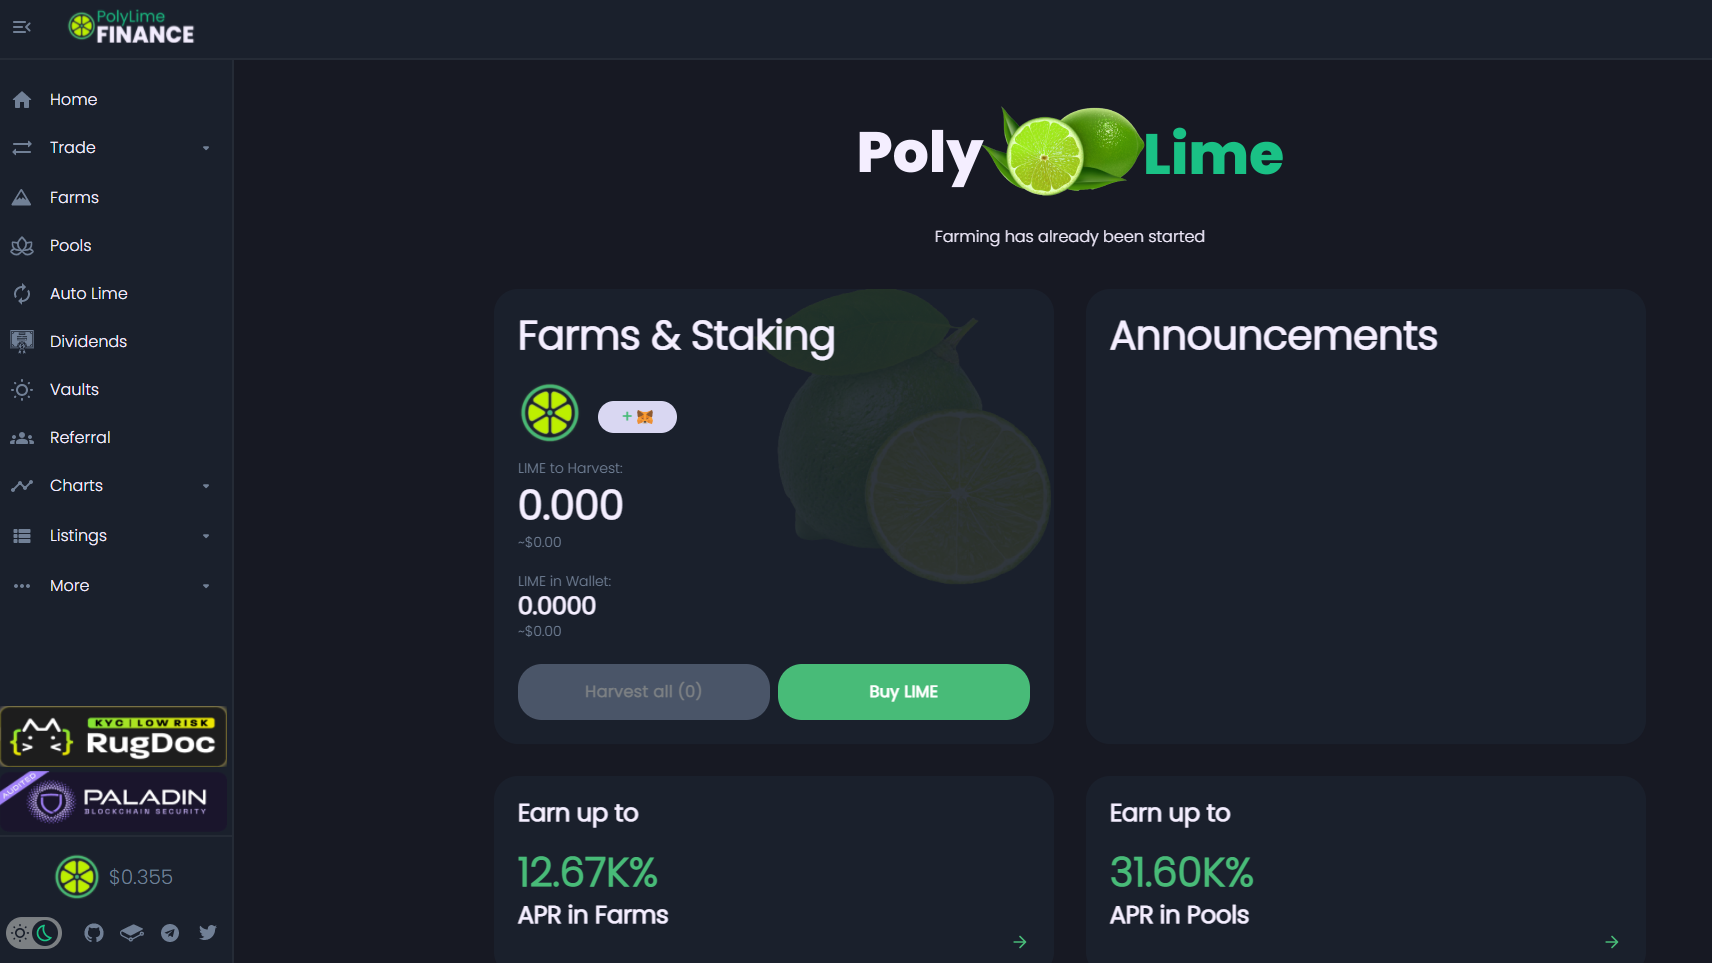 PolyLime
FINANCE
Home
Trade
Farms
Pools
Auto Lime
Dividends
Vaults
Referral
Charts
Listings
More
KYC | LOW RISK
RugDoc
AUDITED
PALADIN
BLOCKCHAIN SECURITY
$0.355
Poly Lime
Farming has already been started
Farms & Staking
+
LIME to Harvest:
0.000
~$0.00
LIME in Wallet:
0.0000
~$0.00
Harvest all (0)
Buy LIME
Announcements
Earn up to
12.67K%
APR in Farms
Earn up to
31.60K%
APR in Pools